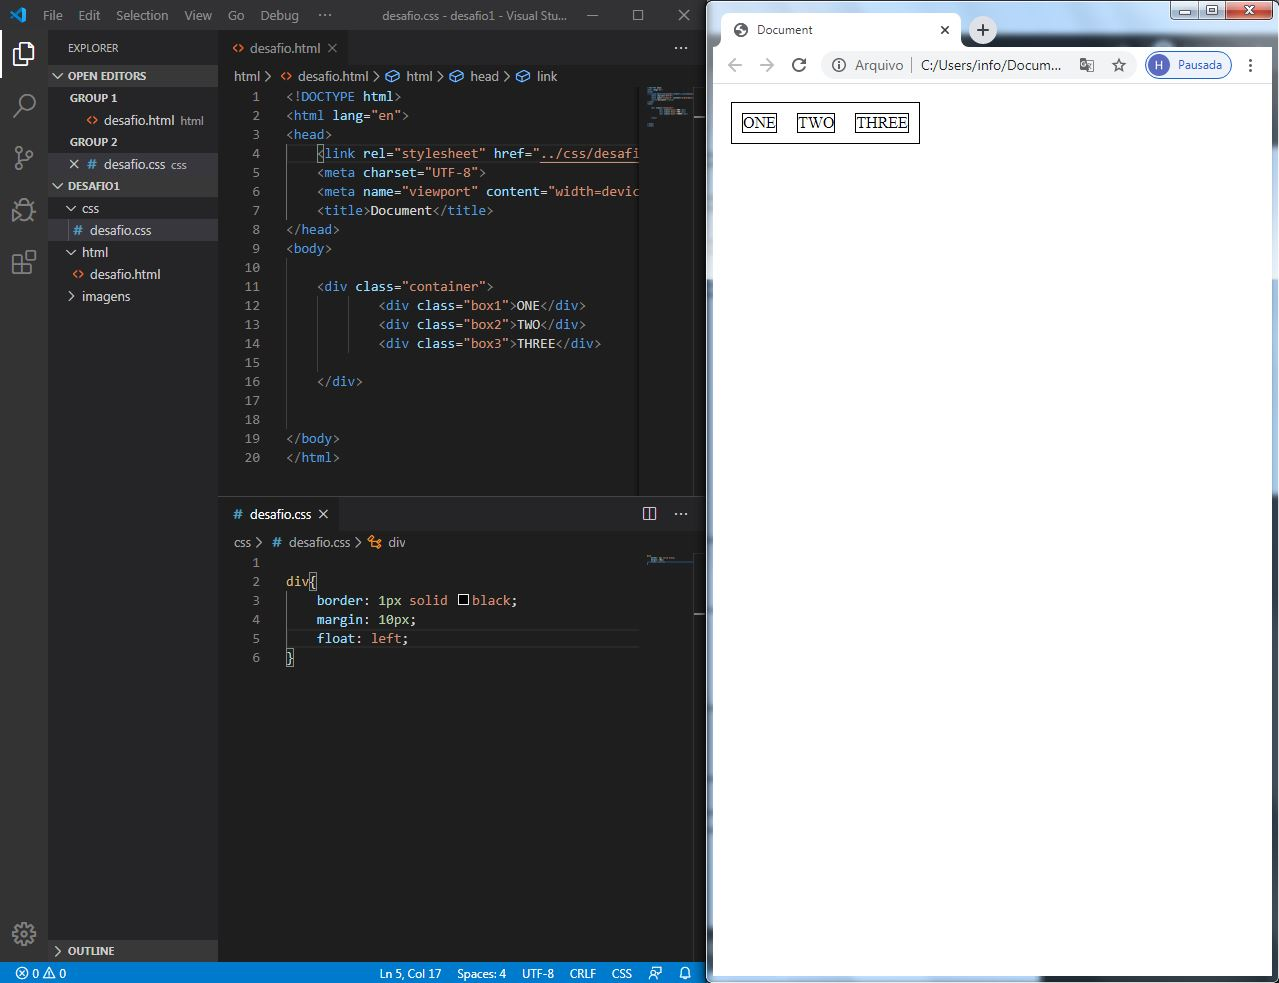 File Edit Selection View Go Debug ··· desafio.css - desafio1 - Visual Stu...
EXPLORER
OPEN EDITORS
GROUP 1
desafio.html html
GROUP 2
desafio.css css
DESAFIO1
css
desafio.css
html
desafio.html
imagens
OUTLINE
desafio.html
html > desafio.html > html > head > link
1 <!DOCTYPE html>
2 <html lang="en">
3 <head>
4 <link rel="stylesheet" href="../css/desafi
5 <meta charset="UTF-8">
6 <meta name="viewport" content="width=devic
7 <title>Document</title>
8 </head>
9 <body>
10
11 <div class="container">
12 <div class="box1">ONE</div>
13 <div class="box2">TWO</div>
14 <div class="box3">THREE</div>
15
16 </div>
17
18
19 </body>
20 </html>
# desafio.css
css > # desafio.css > div
1
2 div{
3 border: 1px solid black;
4 margin: 10px;
5 float: left;
6 }
0 0 Ln 5, Col 17 Spaces: 4 UTF-8 CRLF CSS
Document
Arquivo | C:/Users/info/Docum... H Pausada
ONE TWO THREE